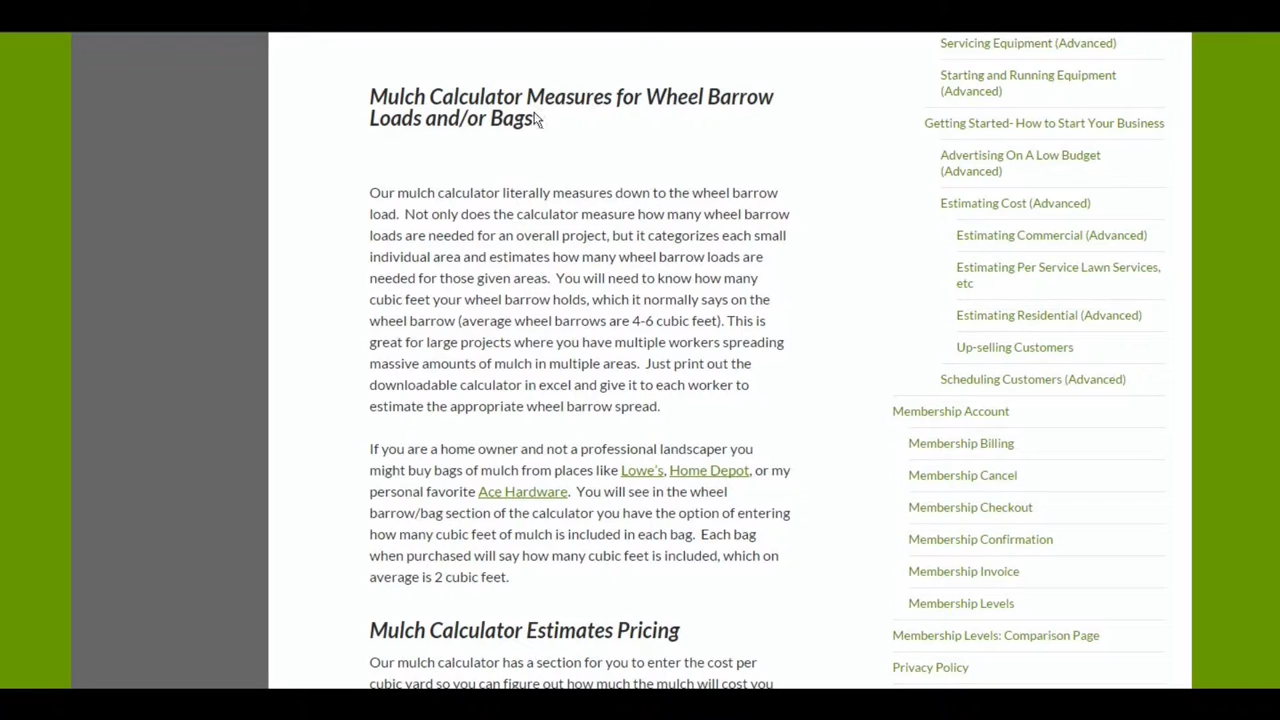 Mulch Calculator Measures for Wheel Barrow
Loads and/or Bags
Our mulch calculator literally measures down to the wheel barrow
load.  Not only does the calculator measure how many wheel barrow
loads are needed for an overall project, but it categorizes each small
individual area and estimates how many wheel barrow loads are
needed for those given areas.  You will need to know how many
cubic feet your wheel barrow holds, which it normally says on the
wheel barrow (average wheel barrows are 4-6 cubic feet). This is
great for large projects where you have multiple workers spreading
massive amounts of mulch in multiple areas.  Just print out the
downloadable calculator in excel and give it to each worker to
estimate the appropriate wheel barrow spread.
If you are a home owner and not a professional landscaper you
might buy bags of mulch from places like Lowe's, Home Depot, or my
personal favorite Ace Hardware.  You will see in the wheel
barrow/bag section of the calculator you have the option of entering
how many cubic feet of mulch is included in each bag.  Each bag
when purchased will say how many cubic feet is included, which on
average is 2 cubic feet.
Mulch Calculator Estimates Pricing
Our mulch calculator has a section for you to enter the cost per
cubic yard so you can figure out how much the mulch will cost you
Servicing Equipment (Advanced)
Starting and Running Equipment
(Advanced)
Getting Started- How to Start Your Business
Advertising On A Low Budget
(Advanced)
Estimating Cost (Advanced)
Estimating Commercial (Advanced)
Estimating Per Service Lawn Services,
etc
Estimating Residential (Advanced)
Up-selling Customers
Scheduling Customers (Advanced)
Membership Account
Membership Billing
Membership Cancel
Membership Checkout
Membership Confirmation
Membership Invoice
Membership Levels
Membership Levels: Comparison Page
Privacy Policy